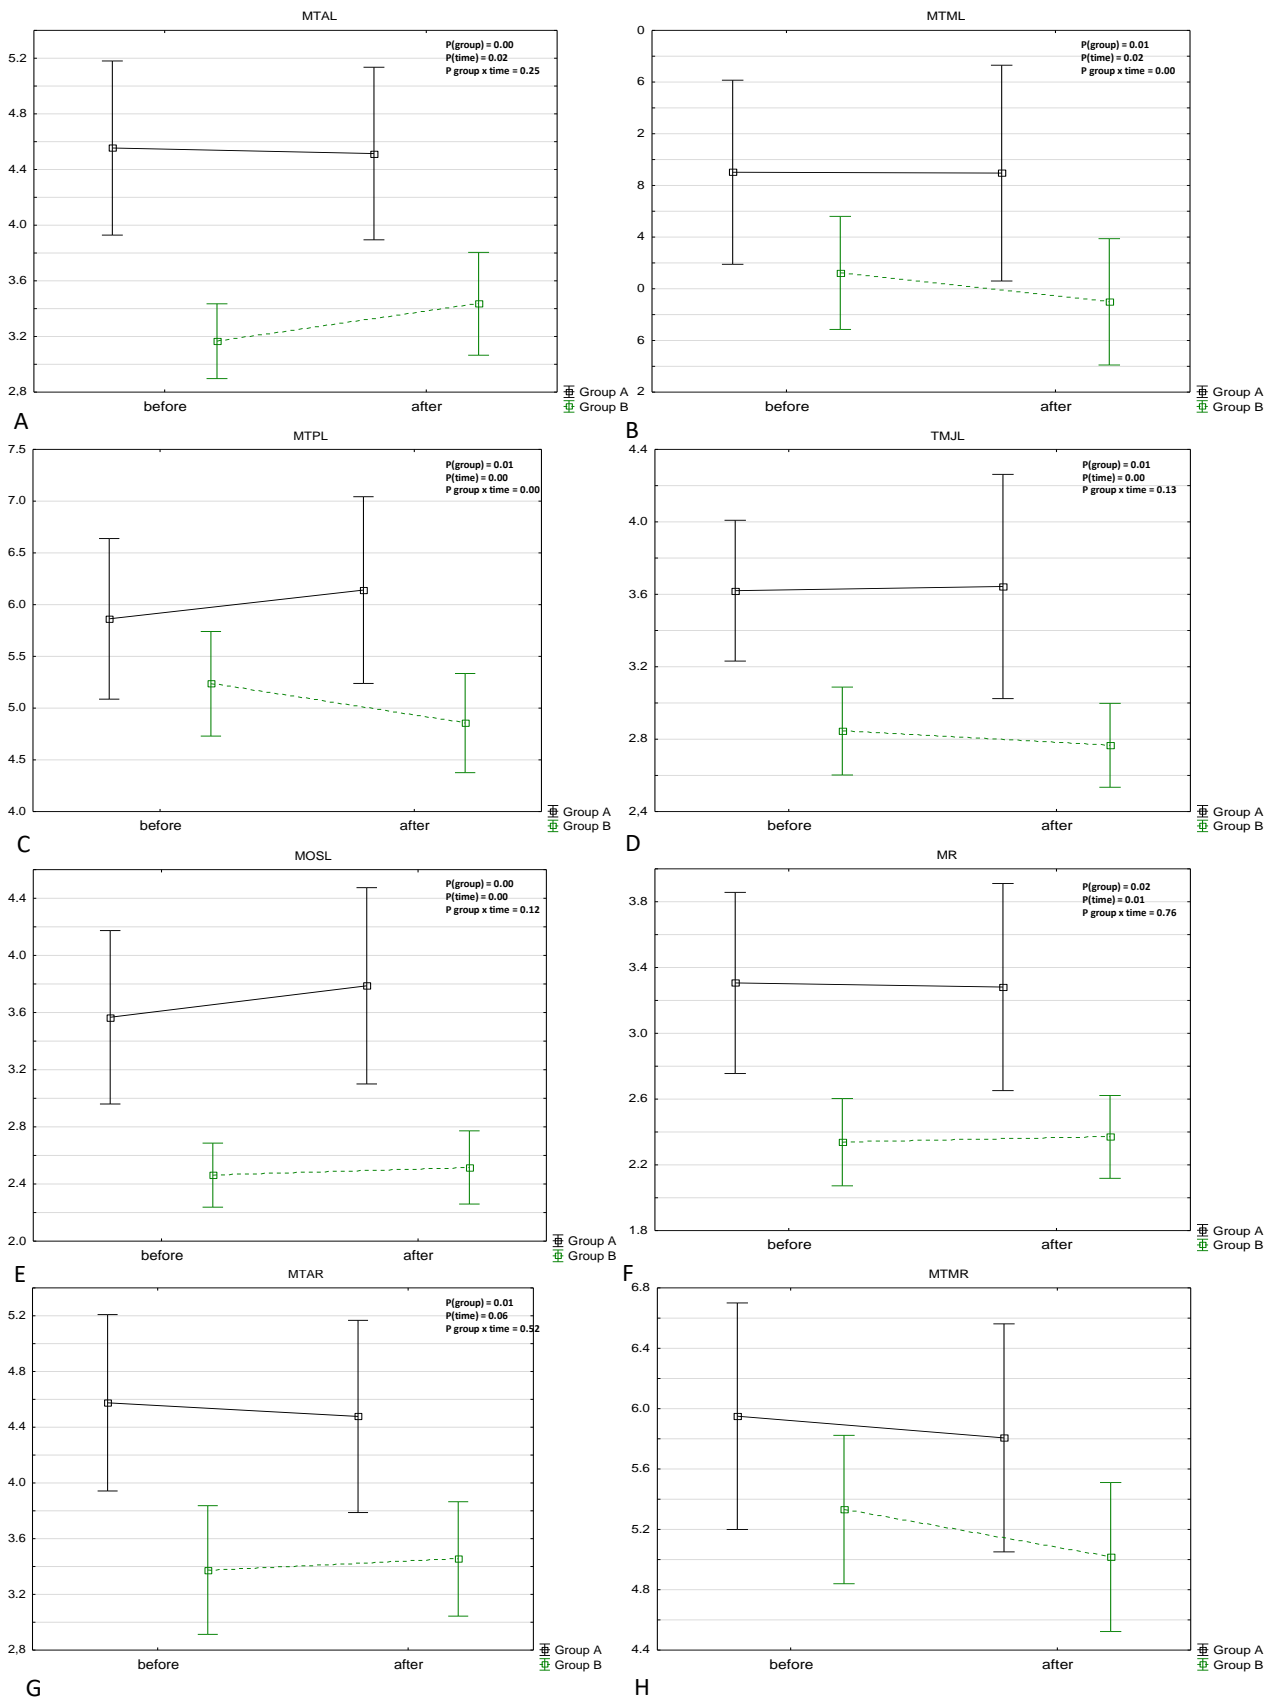 MTAL
P(group) = 0.00
P(time) = 0.02
P group x time = 0.25
5.2
4.8
4.4
4.0
3.6
3.2
2.8
before
after
Group A
Group B
A
MTML
P(group) = 0.01
P(time) = 0.02
P group x time = 0.00
0
6
2
8
4
0
6
2
before
after
Group A
Group B
B
MTPL
P(group) = 0.01
P(time) = 0.00
P group x time = 0.00
7.5
7.0
6.5
6.0
5.5
5.0
4.5
4.0
before
after
Group A
Group B
C
TMJL
P(group) = 0.01
P(time) = 0.00
P group x time = 0.13
4.4
4.0
3.6
3.2
2.8
2,4
before
after
Group A
Group B
D
MOSL
P(group) = 0.00
P(time) = 0.00
P group x time = 0.12
4.4
4.0
3.6
3.2
2.8
2.4
2.0
before
after
Group A
Group B
E
MR
P(group) = 0.02
P(time) = 0.01
P group x time = 0.76
3.8
3.4
3.0
2.6
2.2
1.8
before
after
Group A
Group B
F
MTAR
P(group) = 0.01
P(time) = 0.06
P group x time = 0.52
5.2
4.8
4.4
4.0
3.6
3.2
2.8
before
after
Group A
Group B
G
MTMR
6.8
6.4
6.0
5.6
5.2
4.8
4.4
before
after
Group A
Group B
H